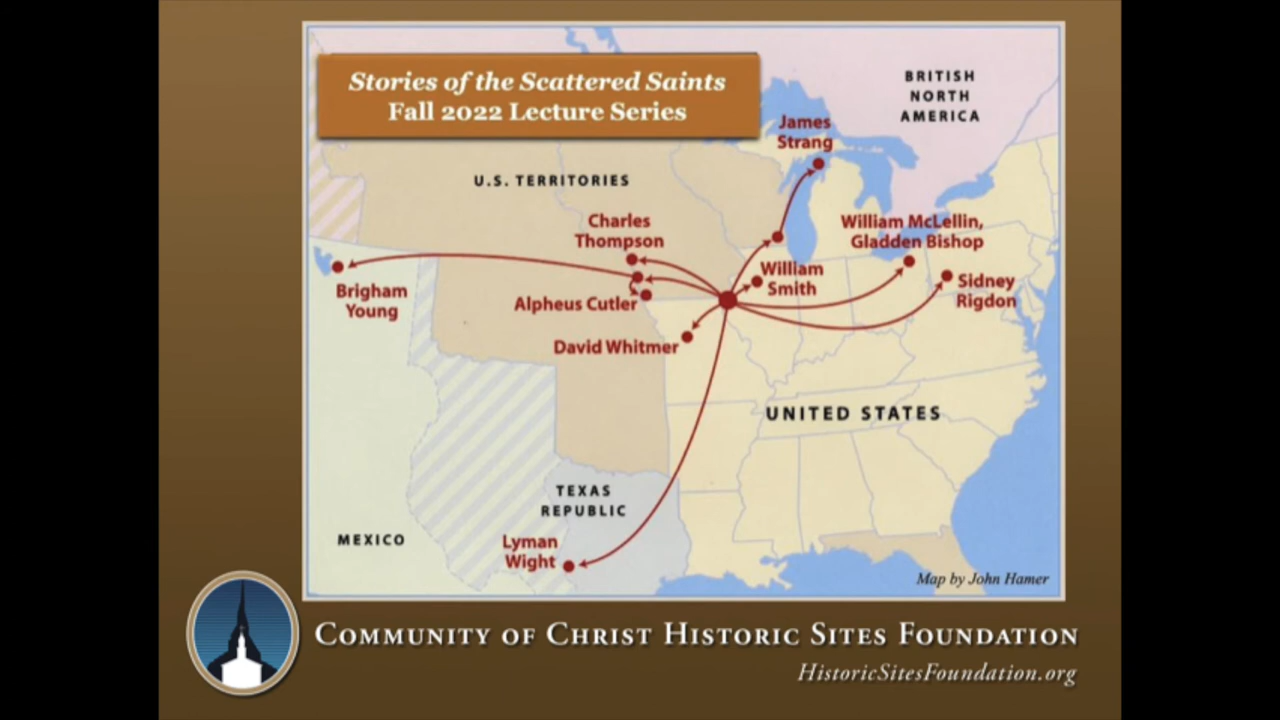 Stories of the Scattered Saints
Fall 2022 Lecture Series
BRITISH
NORTH
AMERICA
James
Strang
U.S. TERRITORIES
Charles
Thompson
William McLellin,
Gladden Bishop
William
Smith
Sidney
Rigdon
Brigham
Young
Alpheus Cutler
David Whitmer
UNITED STATES
TEXAS
REPUBLIC
MEXICO
Lyman
Wight
Map by John Hamer
COMMUNITY OF CHRIST HISTORIC SITES FOUNDATION
HistoricSitesFoundation.org